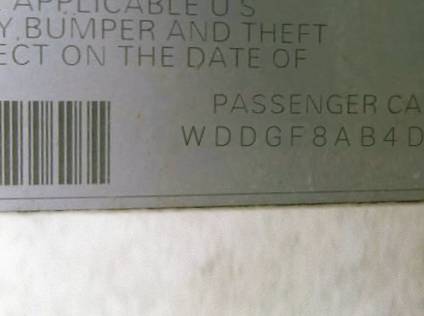 APPLICABLE U S
Y, BUMPER AND THEFT
ECT ON THE DATE OF
PASSENGER CA
WDDGF8AB4D